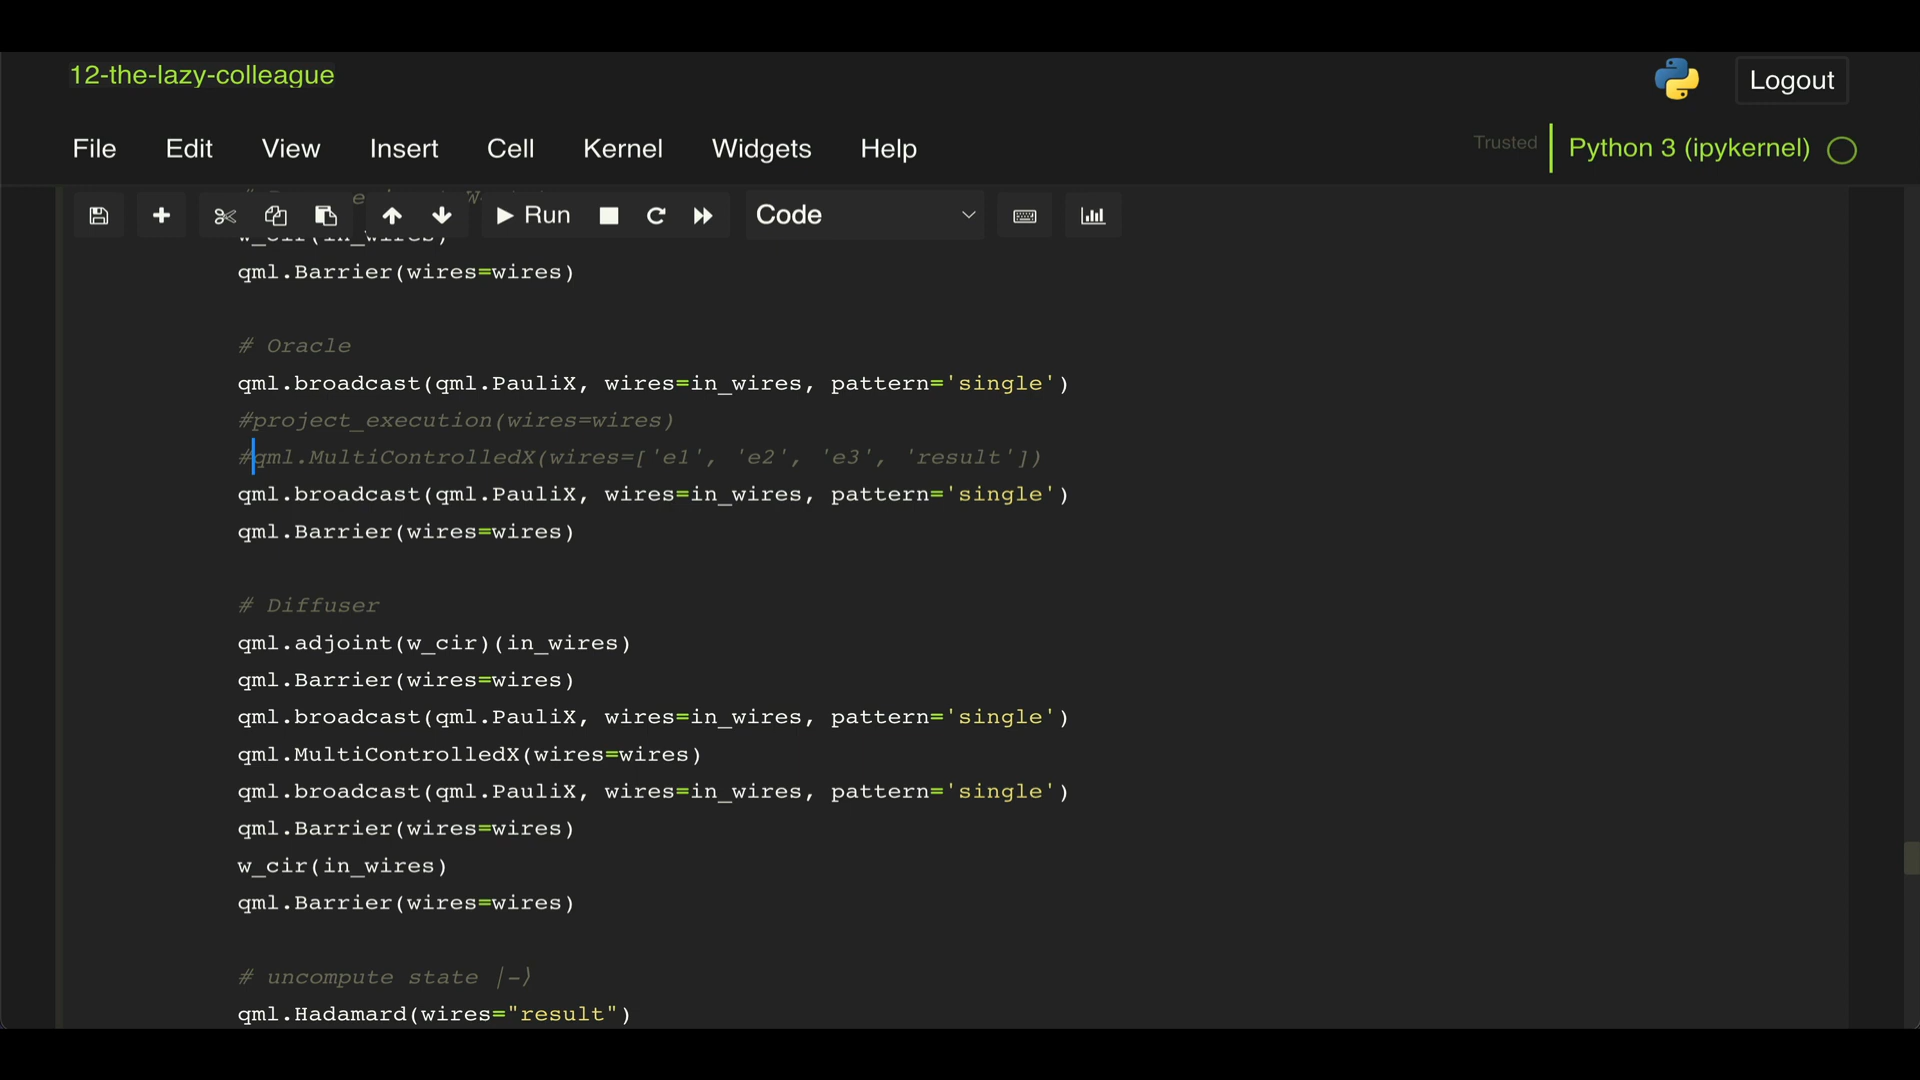 12-the-lazy-colleague
Logout
File Edit View Insert Cell Kernel Widgets Help
Trusted
Python 3 (ipykernel)
Run
Code
w_cir(in_wires)
qml.Barrier(wires=wires)
# Oracle
qml.broadcast(qml.PauliX, wires=in_wires, pattern='single')
#project_execution(wires=wires)
#qml.MultiControlledX(wires=['e1', 'e2', 'e3', 'result'])
qml.broadcast(qml.PauliX, wires=in_wires, pattern='single')
qml.Barrier(wires=wires)
# Diffuser
qml.adjoint(w_cir)(in_wires)
qml.Barrier(wires=wires)
qml.broadcast(qml.PauliX, wires=in_wires, pattern='single')
qml.MultiControlledX(wires=wires)
qml.broadcast(qml.PauliX, wires=in_wires, pattern='single')
qml.Barrier(wires=wires)
w_cir(in_wires)
qml.Barrier(wires=wires)
# uncompute state |-⟩
qml.Hadamard(wires="result")